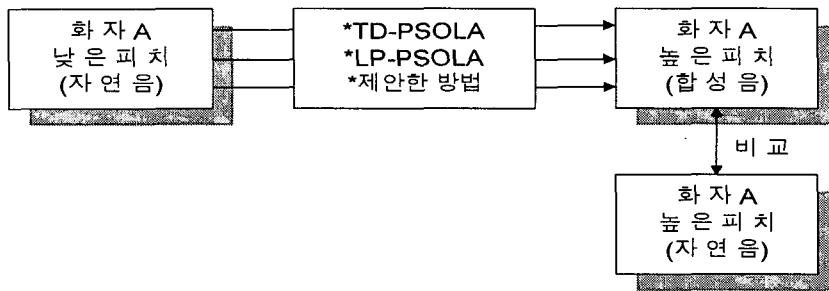 화 자 A
낮 은 피 치
(자 연 음)
*TD-PSOLA
*LP-PSOLA
*제안한 방법
화 자 A
높 은 피 치
(합 성 음)
비 교
화 자 A
높 은 피 치
(자 연 음)